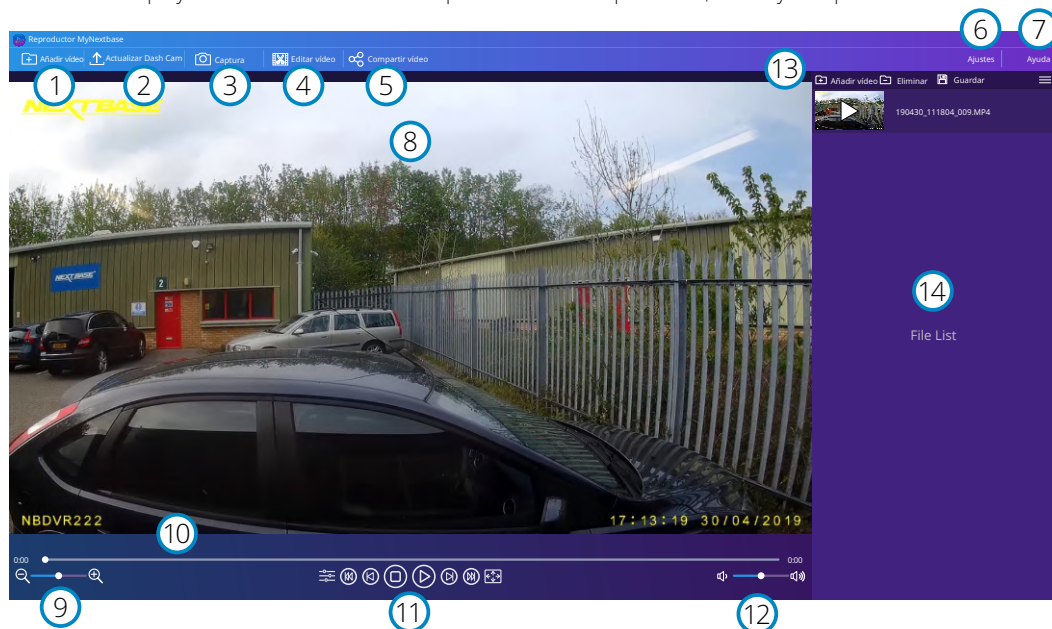 6 7
Reproductor MyNextbase
Añadir vídeo Actualizar Dash Cam Captura Editar vídeo Compartir vídeo Ajustes Ayuda
1 2 3 4 5 13
Añadir vídeo Eliminar Guardar
NEXTBASE
190430_111804_009.MP4
8
NEXTBASE
2
14
File List
NBDVR222 17:13:19 30/04/2019
10
0:00 0:00
9 11 12